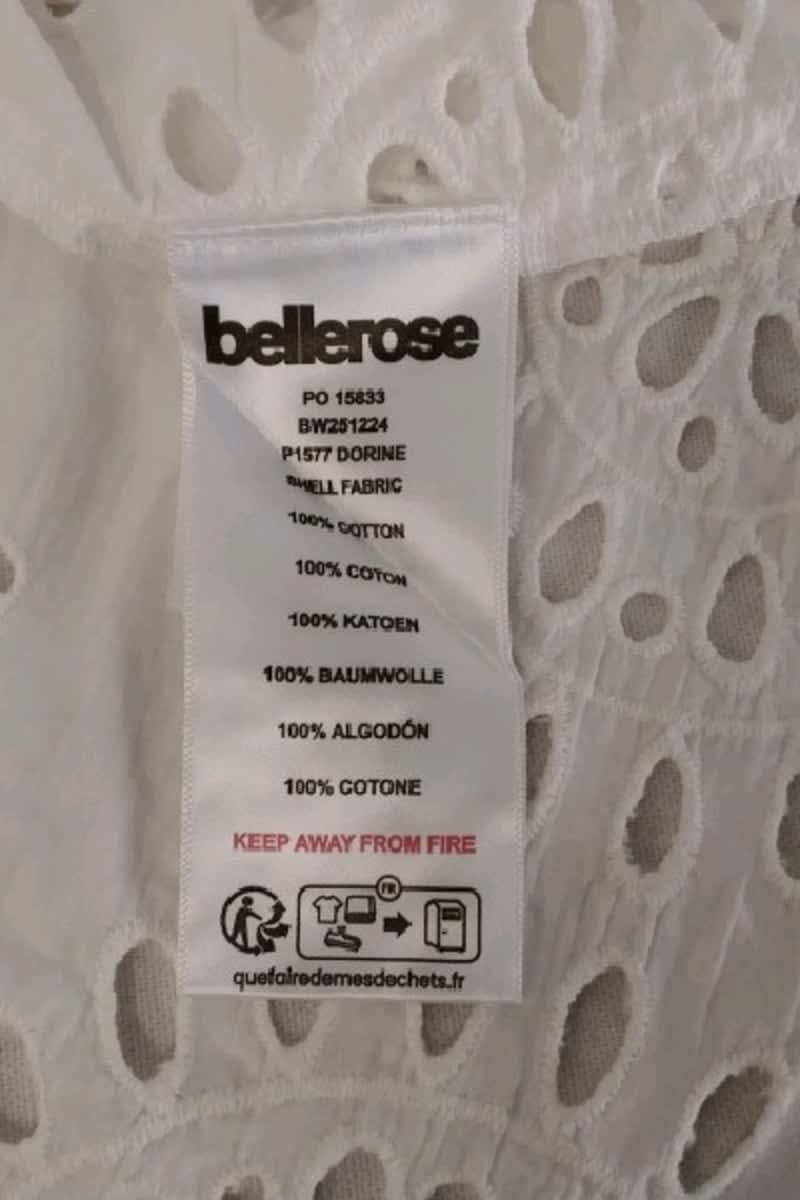 bellerose
PO 15833
BW251224
P1577 DORINE
SHELL FABRIC
100% COTTON
100% COTON
100% KATOEN
100% BAUMWOLLE
100% ALGODÓN
100% COTONE
KEEP AWAY FROM FIRE
FR
quefairedemesdechets.fr